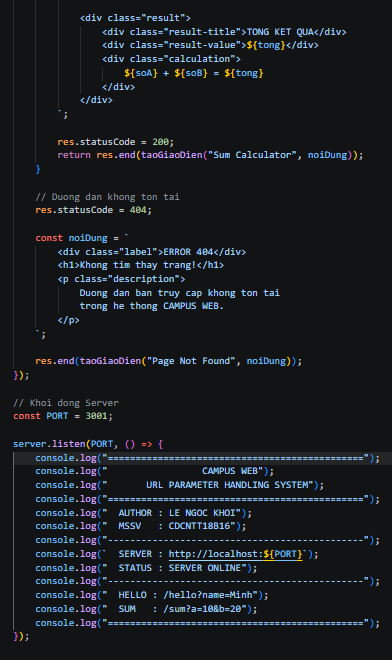 <div class="result">
<div class="result-title">TONG KET QUA</div>
<div class="result-value">${tong}</div>
<div class="calculation">
${soA} + ${soB} = ${tong}
</div>
</div>
`;
res.statusCode = 200;
return res.end(taoGiaoDien("Sum Calculator", noiDung));
}
// Duong dan khong ton tai
res.statusCode = 404;
const noiDung = `
<div class="label">ERROR 404</div>
<h1>Khong tim thay trang!</h1>
<p class="description">
Duong dan ban truy cap khong ton tai
trong he thong CAMPUS WEB.
</p>
`;
res.end(taoGiaoDien("Page Not Found", noiDung));
});
// Khoi dong Server
const PORT = 3001;
server.listen(PORT, () => {
console.log("=============================================");
console.log("                 CAMPUS WEB");
console.log("       URL PARAMETER HANDLING SYSTEM");
console.log("=============================================");
console.log("  AUTHOR : LE NGOC KHOI");
console.log("  MSSV   : CDCNTT18B16");
console.log("---------------------------------------------");
console.log(`  SERVER : http://localhost:${PORT}`);
console.log("  STATUS : SERVER ONLINE");
console.log("---------------------------------------------");
console.log("  HELLO : /hello?name=Minh");
console.log("  SUM   : /sum?a=10&b=20");
console.log("=============================================");
});